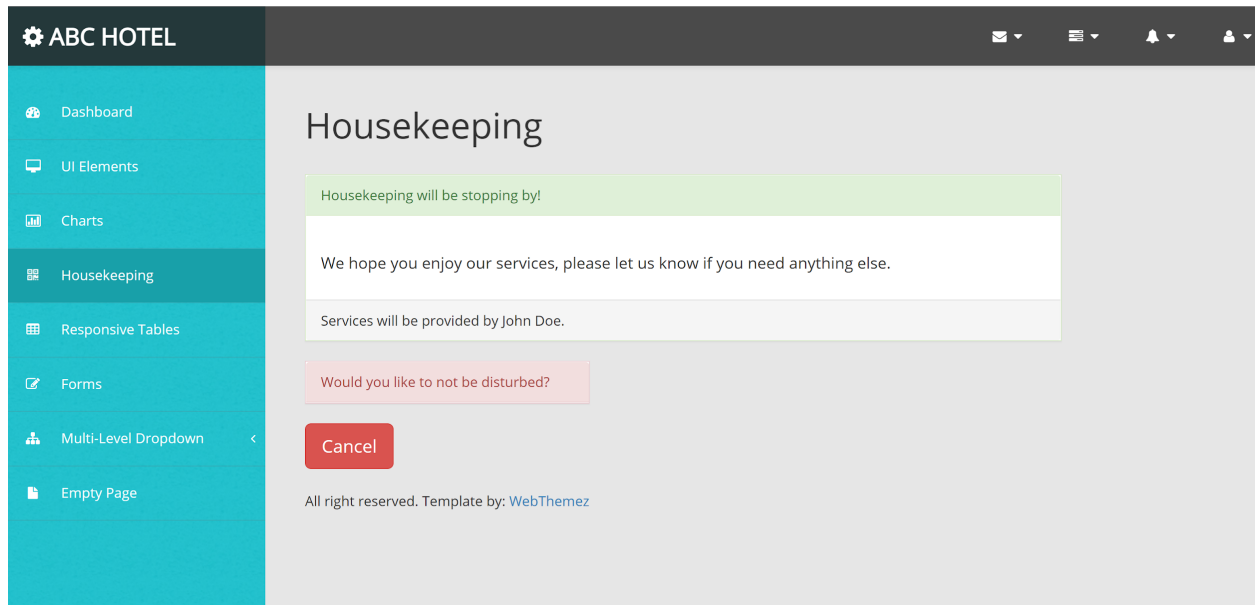 ABC HOTEL
Dashboard
UI Elements
Charts
Housekeeping
Responsive Tables
Forms
Multi-Level Dropdown
Empty Page
Housekeeping
Housekeeping will be stopping by!
We hope you enjoy our services, please let us know if you need anything else.
Services will be provided by John Doe.
Would you like to not be disturbed?
Cancel
All right reserved. Template by: WebThemez